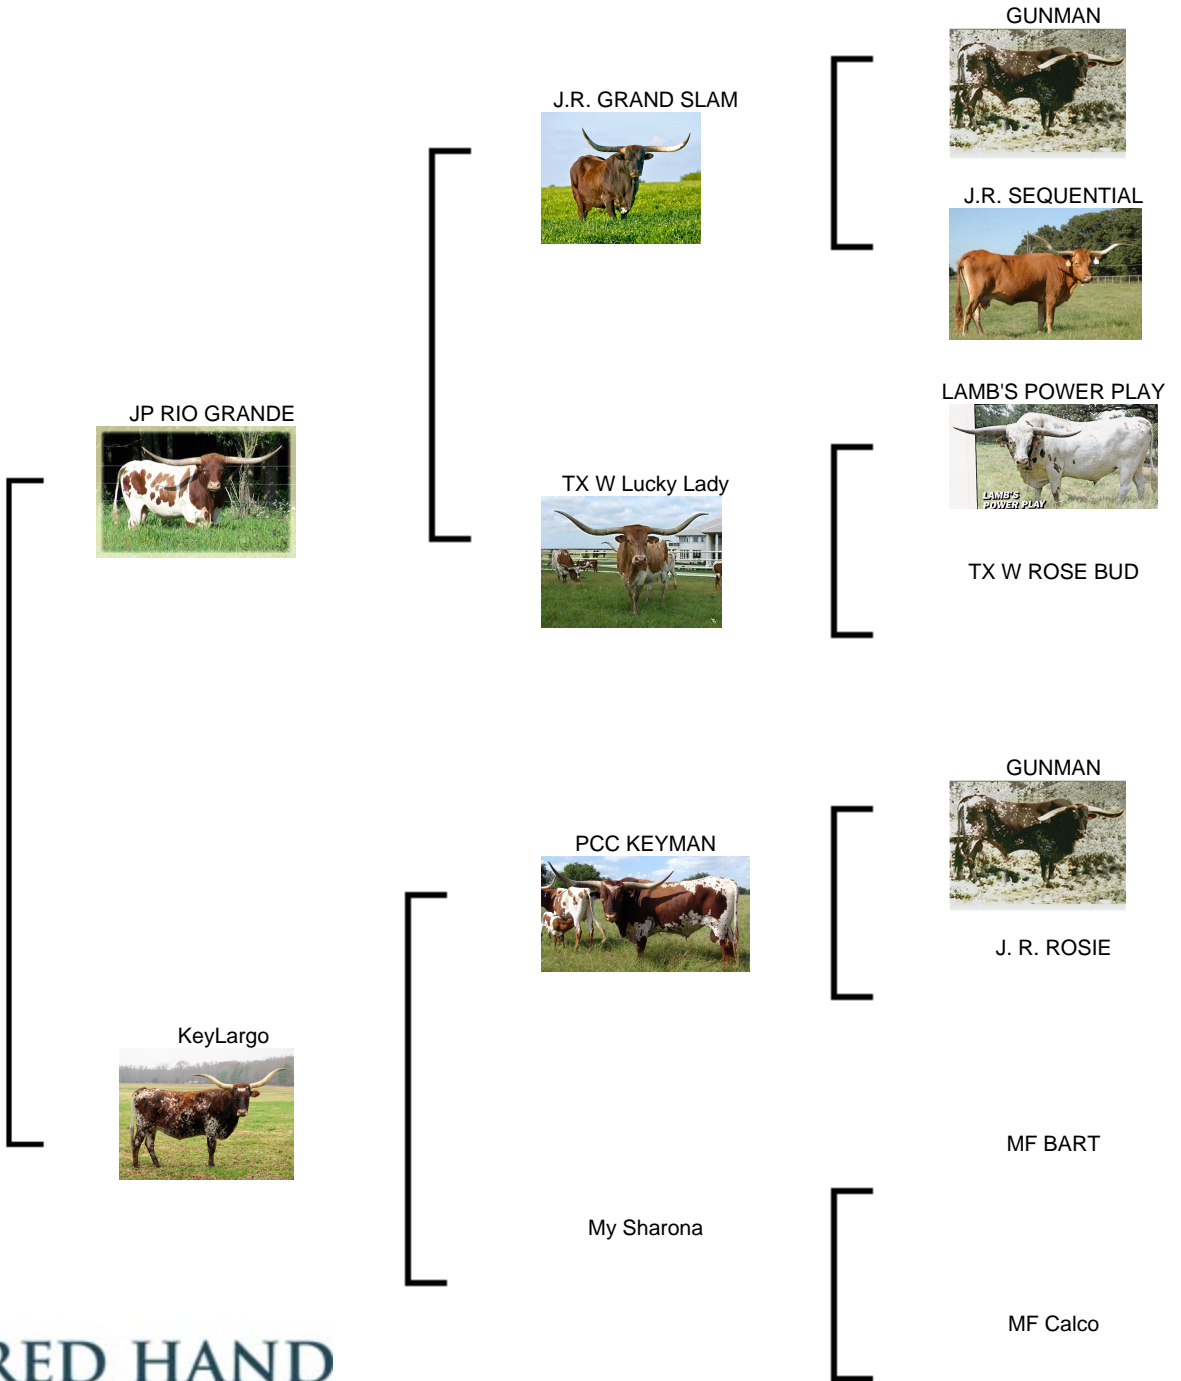 GUNMAN
J.R. GRAND SLAM
J.R. SEQUENTIAL
LAMB'S POWER PLAY
JP RIO GRANDE
TX W Lucky Lady
LAMB'S
POWER PLAY
TX W ROSE BUD
GUNMAN
PCC KEYMAN
J. R. ROSIE
KeyLargo
MF BART
My Sharona
MF Calco
RED HAND